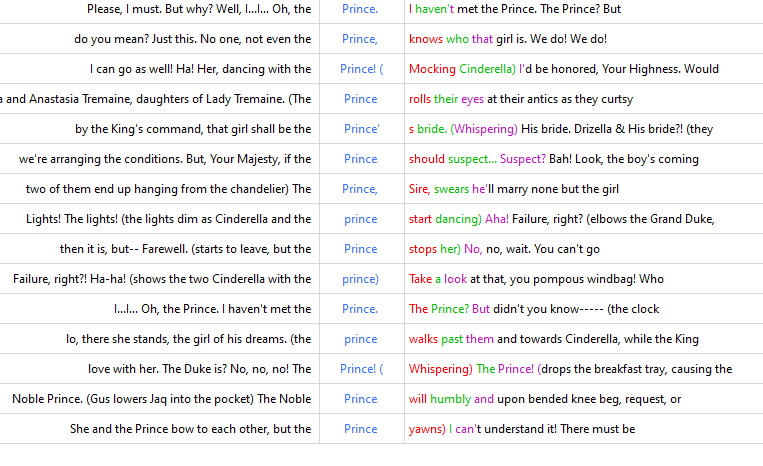 Please, I must. But why? Well, I...I... Oh, the Prince. I haven't met the Prince. The Prince? But
do you mean? Just this. No one, not even the Prince, knows who that girl is. We do! We do!
I can go as well! Ha! Her, dancing with the Prince! ( Mocking Cinderella) I'd be honored, Your Highness. Would
and Anastasia Tremaine, daughters of Lady Tremaine. (The Prince rolls their eyes at their antics as they curtsy
by the King's command, that girl shall be the Prince' s bride. (Whispering) His bride. Drizella & His bride?! (they
we're arranging the conditions. But, Your Majesty, if the Prince should suspect... Suspect? Bah! Look, the boy's coming
two of them end up hanging from the chandelier) The Prince, Sire, swears he'll marry none but the girl
Lights! The lights! (the lights dim as Cinderella and the prince start dancing) Aha! Failure, right? (elbows the Grand Duke,
then it is, but-- Farewell. (starts to leave, but the Prince stops her) No, no, wait. You can't go
Failure, right?! Ha-ha! (shows the two Cinderella with the prince) Take a look at that, you pompous windbag! Who
I...I... Oh, the Prince. I haven't met the Prince. The Prince? But didn't you know----- (the clock
lo, there she stands, the girl of his dreams. (the prince walks past them and towards Cinderella, while the King
love with her. The Duke is? No, no, no! The Prince! ( Whispering) The Prince! (drops the breakfast tray, causing the
Noble Prince. (Gus lowers Jaq into the pocket) The Noble Prince will humbly and upon bended knee beg, request, or
She and the Prince bow to each other, but the Prince yawns) I can't understand it! There must be